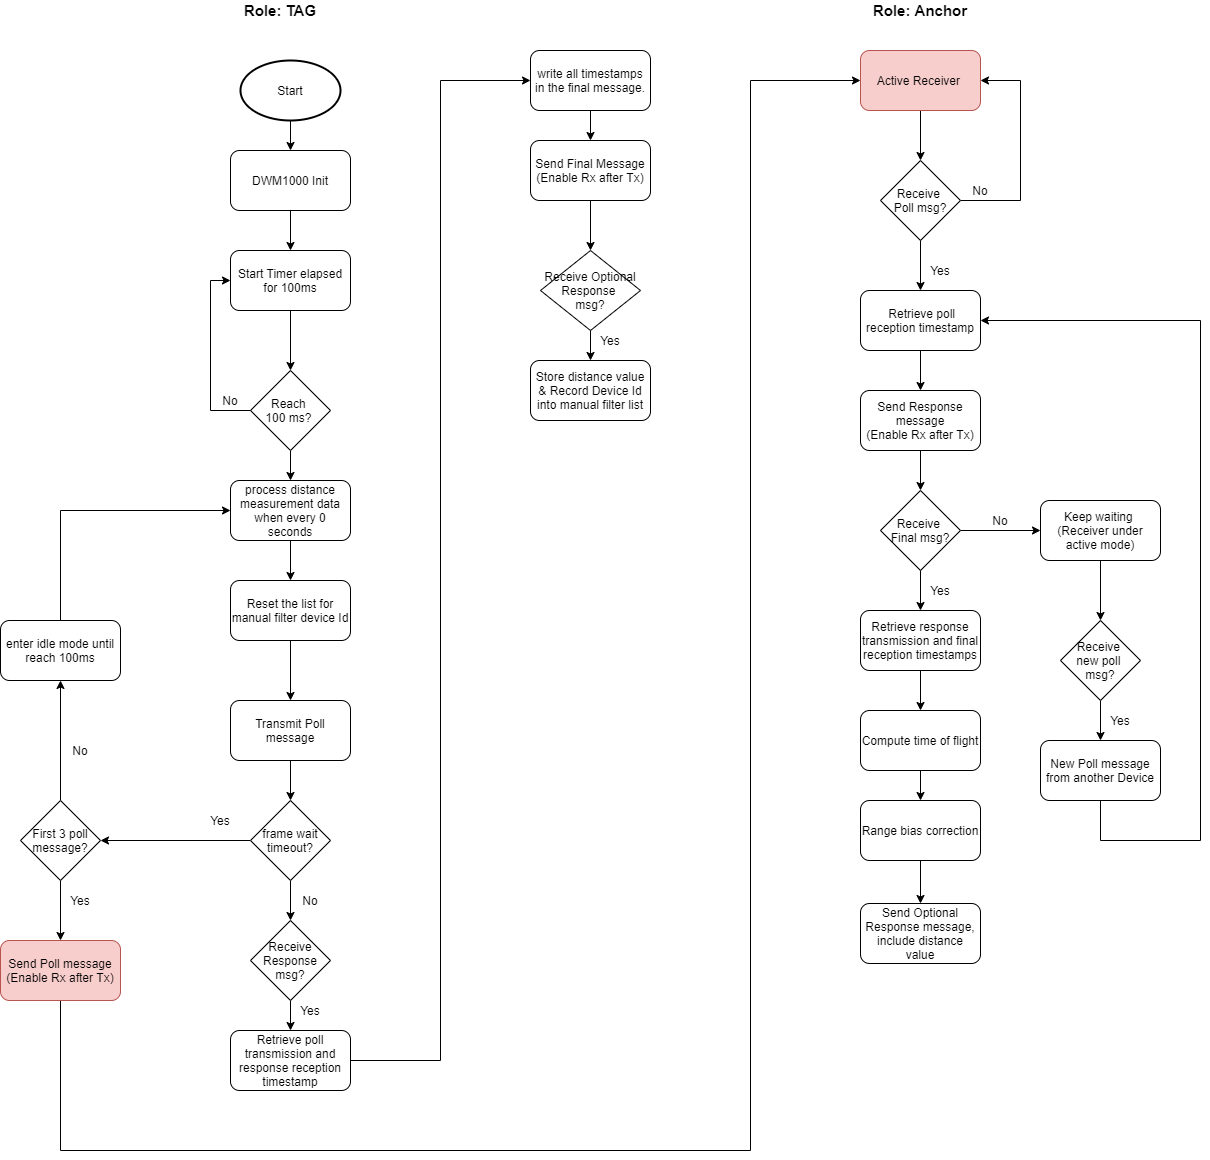 Role: TAG
Start
DWM1000 Init
Start Timer elapsed
for 100ms
No
Reach
100 ms?
process distance
measurement data
when every 0
seconds
Reset the list for
manual filter device Id
enter idle mode until
reach 100ms
Transmit Poll
message
No
Yes
First 3 poll
message?
frame wait
timeout?
Yes
No
Send Poll message
(Enable Rx after Tx)
Receive
Response
msg?
Yes
Retrieve poll
transmission and
response reception
timestamp
write all timestamps
in the final message.
Send Final Message
(Enable Rx after Tx)
Receive Optional
Response
msg?
Yes
Store distance value
& Record Device Id
into manual filter list
Role: Anchor
Active Receiver
Receive
Poll msg?
No
Yes
Retrieve poll
reception timestamp
Send Response
message
(Enable Rx after Tx)
Receive
Final msg?
No
Keep waiting
(Receiver under
active mode)
Yes
Retrieve response
transmission and final
reception timestamps
Receive
new poll
msg?
Yes
Compute time of flight
New Poll message
from another Device
Range bias correction
Send Optional
Response message,
include distance
value